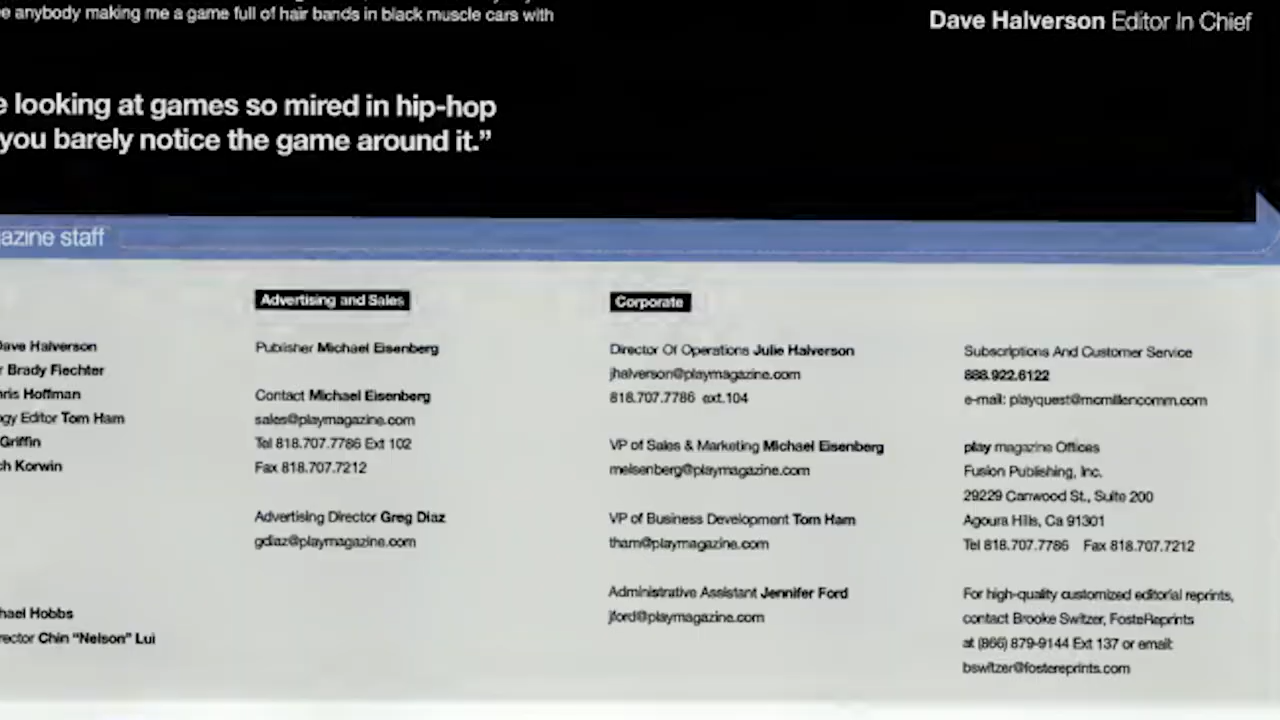 e anybody making me a game full of hair bands in black muscle cars with
Dave Halverson Editor In Chief
e looking at games so mired in hip-hop
you barely notice the game around it.”
azine staff
Dave Halverson
r Brady Fiechter
hris Hoffman
ogy Editor Tom Ham
Griffin
ch Korwin
hael Hobbs
rector Chin “Nelson” Lui
Advertising and Sales
Publisher Michael Eisenberg
Contact Michael Eisenberg
sales@playmagazine.com
Tel 818.707.7786 Ext 102
Fax 818.707.7212
Advertising Director Greg Diaz
gdiaz@playmagazine.com
Corporate
Director Of Operations Julie Halverson
jhalverson@playmagazine.com
818.707.7786 ext.104
VP of Sales & Marketing Michael Eisenberg
meisenberg@playmagazine.com
VP of Business Development Tom Ham
tham@playmagazine.com
Administrative Assistant Jennifer Ford
jford@playmagazine.com
Subscriptions And Customer Service
888.922.6122
e-mail: playquest@mcmillencomm.com
play magazine Offices
Fusion Publishing, Inc.
29229 Canwood St., Suite 200
Agoura Hills, Ca 91301
Tel 818.707.7786 Fax 818.707.7212
For high-quality customized editorial reprints,
contact Brooke Switzer, FosteReprints
at (866) 879-9144 Ext 137 or email:
bswitzer@fostereprints.com